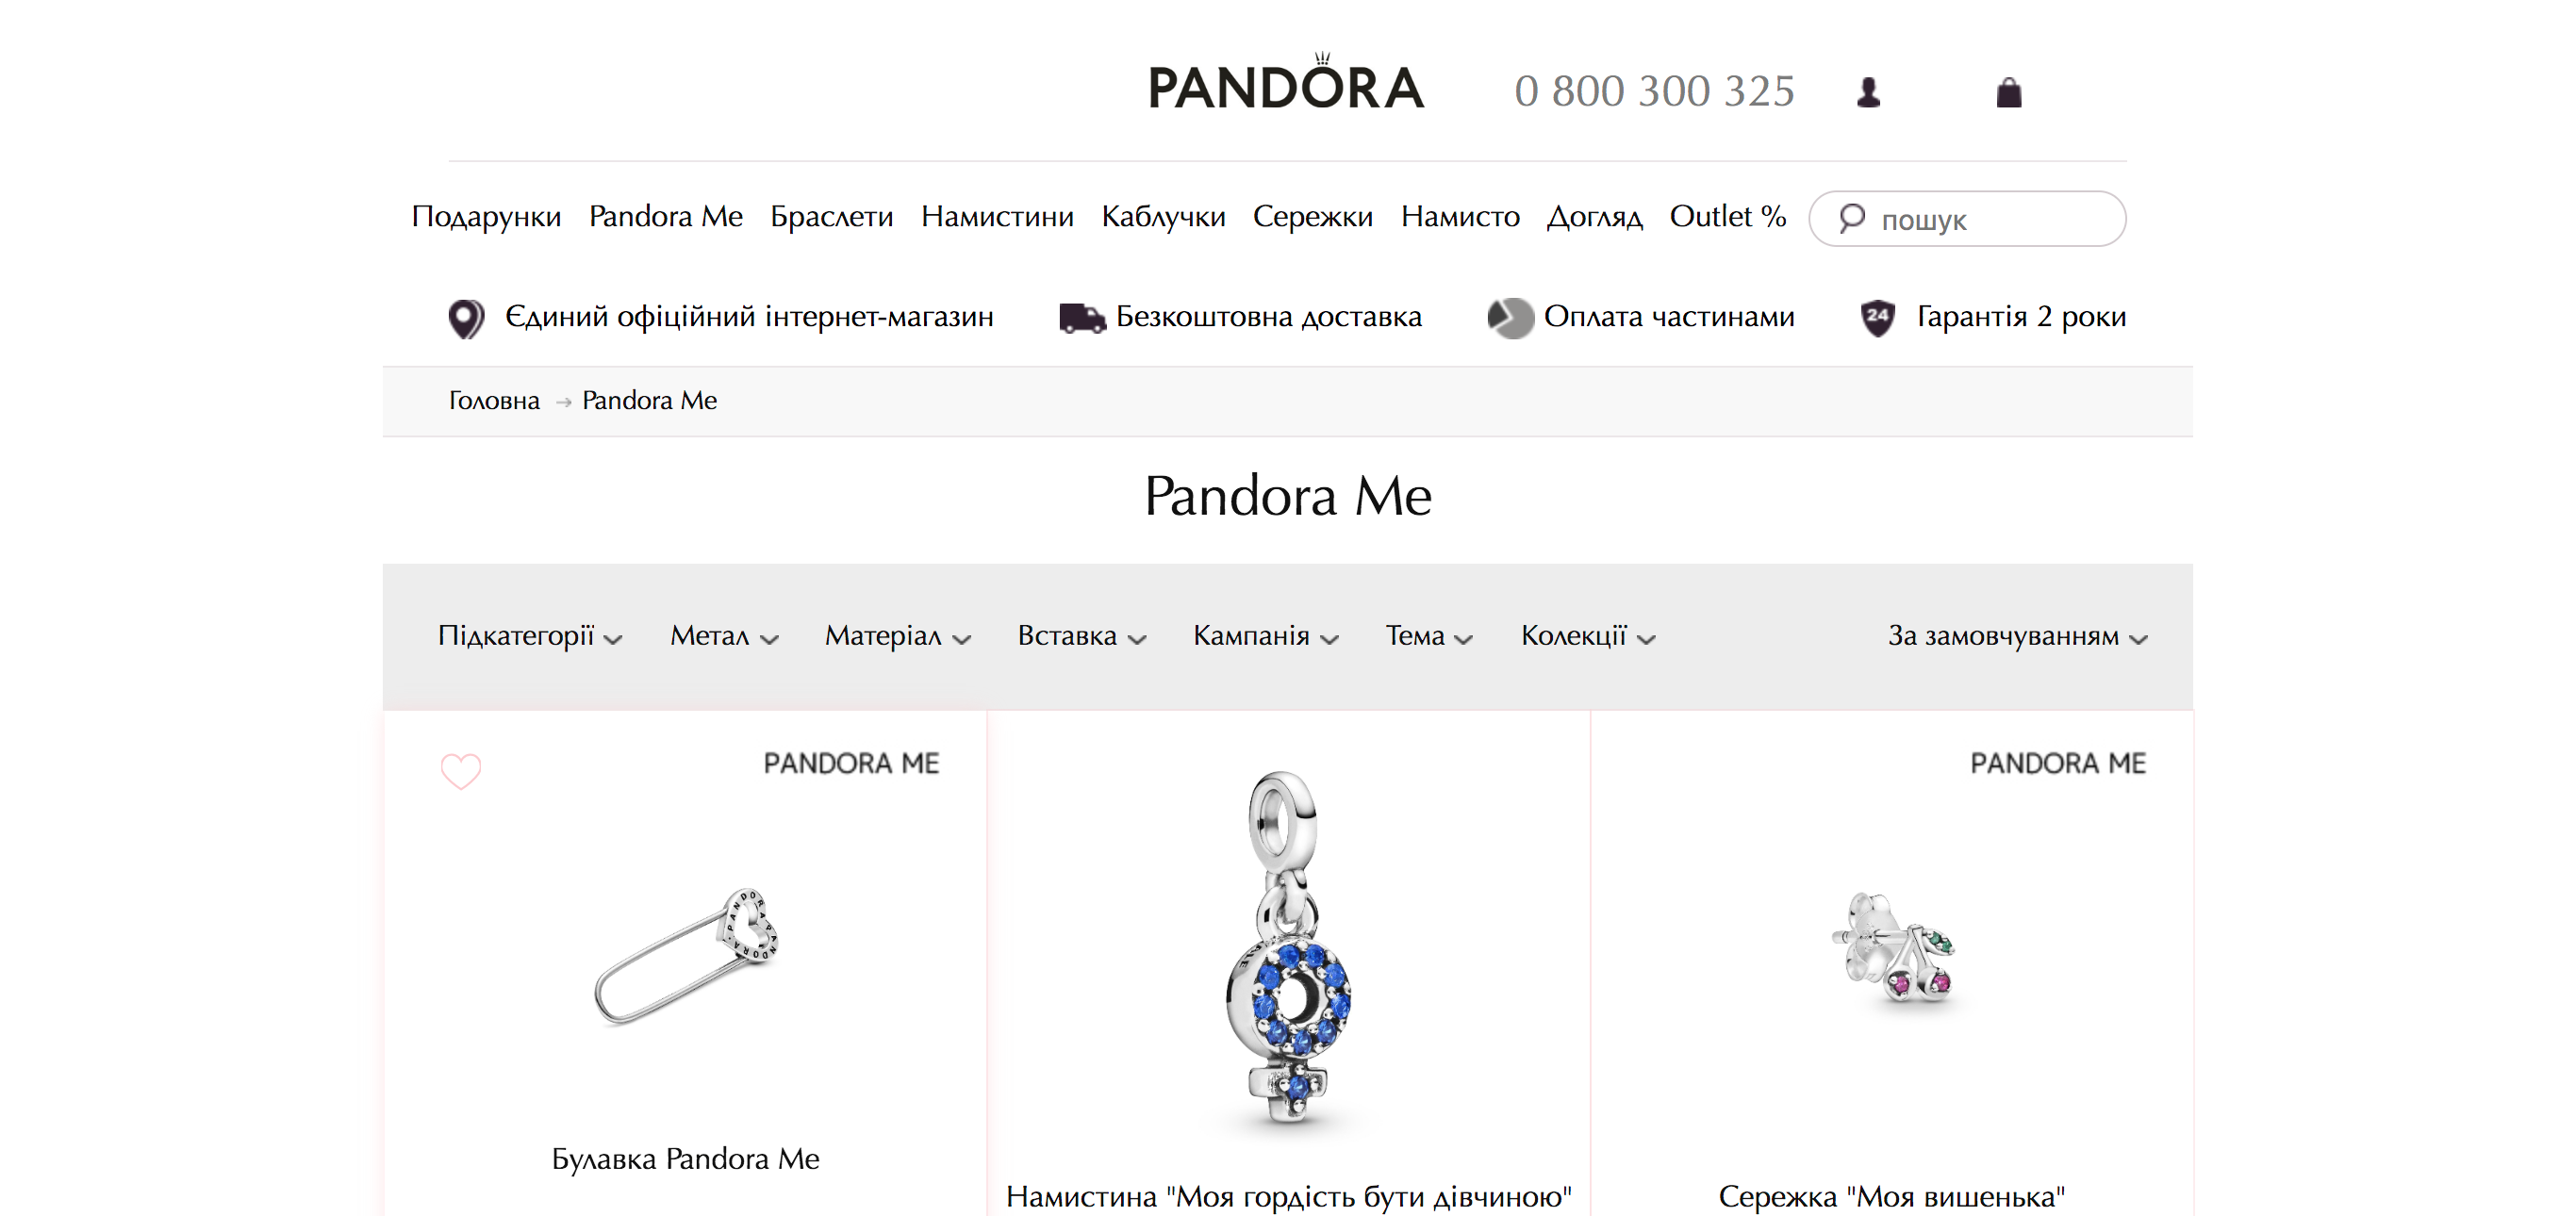 PANDORA
0 800 300 325
Подарунки Pandora Me Браслети Намистини Каблучки Сережки Намисто Догляд Outlet % пошук
Єдиний офіційний інтернет-магазин Безкоштовна доставка Оплата частинами 24 Гарантія 2 роки
Головна → Pandora Me
Pandora Me
Підкатегорії Метал Матеріал Вставка Кампанія Тема Колекції За замовчуванням
PANDORA ME
PANDORA ME
PANDORA PANDORA
Булавка Pandora Me
Намистина "Моя гордість бути дівчиною"
Сережка "Моя вишенька"